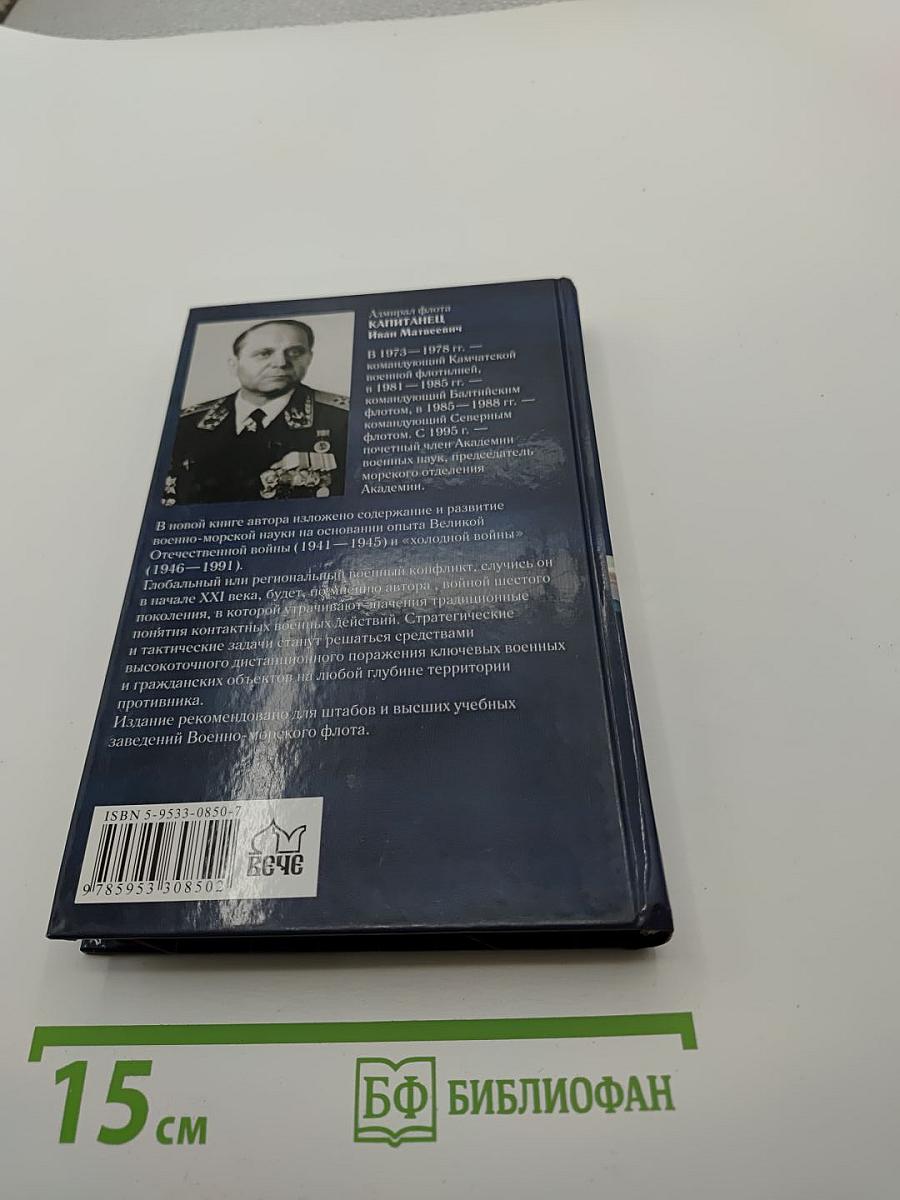 Адмирал флота
КАПИТАНЕЦ
Иван Матвеевич
В 1973—1978 гг. —
командующий Камчатской
военной флотилией,
в 1981—1985 гг. —
командующий Балтийским
флотом, в 1985—1988 гг. —
командующий Северным
флотом. С 1995 г. —
почетный член Академии
военных наук, председатель
морского отделения
Академии.
В новой книге автора изложено содержание и развитие
военно-морской науки на основании опыта Великой
Отечественной войны (1941—1945) и «холодной войны»
(1946—1991).
Глобальный или региональный военный конфликт, случись он
в начале XXI века, будет, по мнению автора , войной шестого
поколения, в которой утрачивают значения традиционные
понятия контактных военных действий. Стратегические
и тактические задачи станут решаться средствами
высокоточного дистанционного поражения ключевых военных
и гражданских объектов на любой глубине территории
противника.
Издание рекомендовано для штабов и высших учебных
заведений Военно-морского флота.
ISBN 5-9533-0850-7
9 785953 308502
ВЕЧЕ
15 см
БФ БИБЛИОФАН